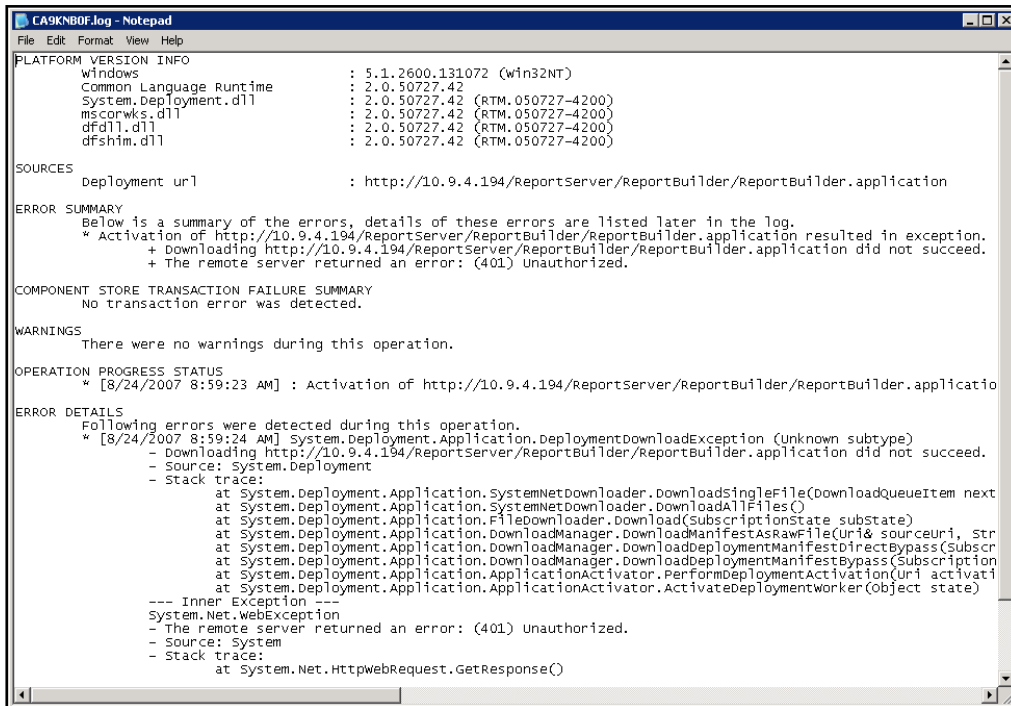 CA9KNB0F.log - Notepad
File Edit Format View Help
PLATFORM VERSION INFO
Windows : 5.1.2600.131072 (Win32NT)
Common Language Runtime : 2.0.50727.42
System.Deployment.dll : 2.0.50727.42 (RTM.050727-4200)
mscorwks.dll : 2.0.50727.42 (RTM.050727-4200)
dfdll.dll : 2.0.50727.42 (RTM.050727-4200)
dfshim.dll : 2.0.50727.42 (RTM.050727-4200)
SOURCES
Deployment url : http://10.9.4.194/ReportServer/ReportBuilder/ReportBuilder.application
ERROR SUMMARY
Below is a summary of the errors, details of these errors are listed later in the log.
* Activation of http://10.9.4.194/ReportServer/ReportBuilder/ReportBuilder.application resulted in exception.
+ Downloading http://10.9.4.194/ReportServer/ReportBuilder/ReportBuilder.application did not succeed.
+ The remote server returned an error: (401) Unauthorized.
COMPONENT STORE TRANSACTION FAILURE SUMMARY
No transaction error was detected.
WARNINGS
There were no warnings during this operation.
OPERATION PROGRESS STATUS
* [8/24/2007 8:59:23 AM] : Activation of http://10.9.4.194/ReportServer/ReportBuilder/ReportBuilder.applicatio
ERROR DETAILS
Following errors were detected during this operation.
* [8/24/2007 8:59:24 AM] System.Deployment.Application.DeploymentDownloadException (Unknown subtype)
- Downloading http://10.9.4.194/ReportServer/ReportBuilder/ReportBuilder.application did not succeed.
- Source: System.Deployment
- Stack trace:
at System.Deployment.Application.SystemNetDownloader.DownloadSingleFile(DownloadQueueItem next
at System.Deployment.Application.SystemNetDownloader.DownloadAllFiles()
at System.Deployment.Application.FileDownloader.Download(SubscriptionState subState)
at System.Deployment.Application.DownloadManager.DownloadManifestAsRawFile(Uri& sourceUri, Str
at System.Deployment.Application.DownloadManager.DownloadDeploymentManifestDirectBypass(Subscr
at System.Deployment.Application.DownloadManager.DownloadDeploymentManifestBypass(Subscription
at System.Deployment.Application.ApplicationActivator.PerformDeploymentActivation(Uri activati
at System.Deployment.Application.ApplicationActivator.ActivateDeploymentWorker(Object state)
--- Inner Exception ---
System.Net.WebException
- The remote server returned an error: (401) Unauthorized.
- Source: System
- Stack trace:
at System.Net.HttpWebRequest.GetResponse()